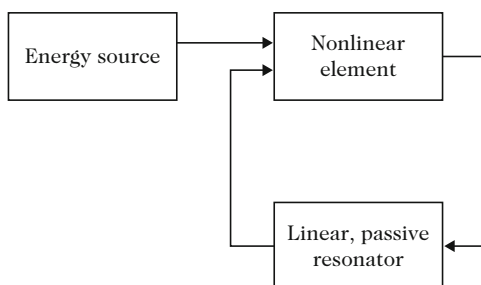 Energy source
Nonlinear
element
Linear, passive
resonator